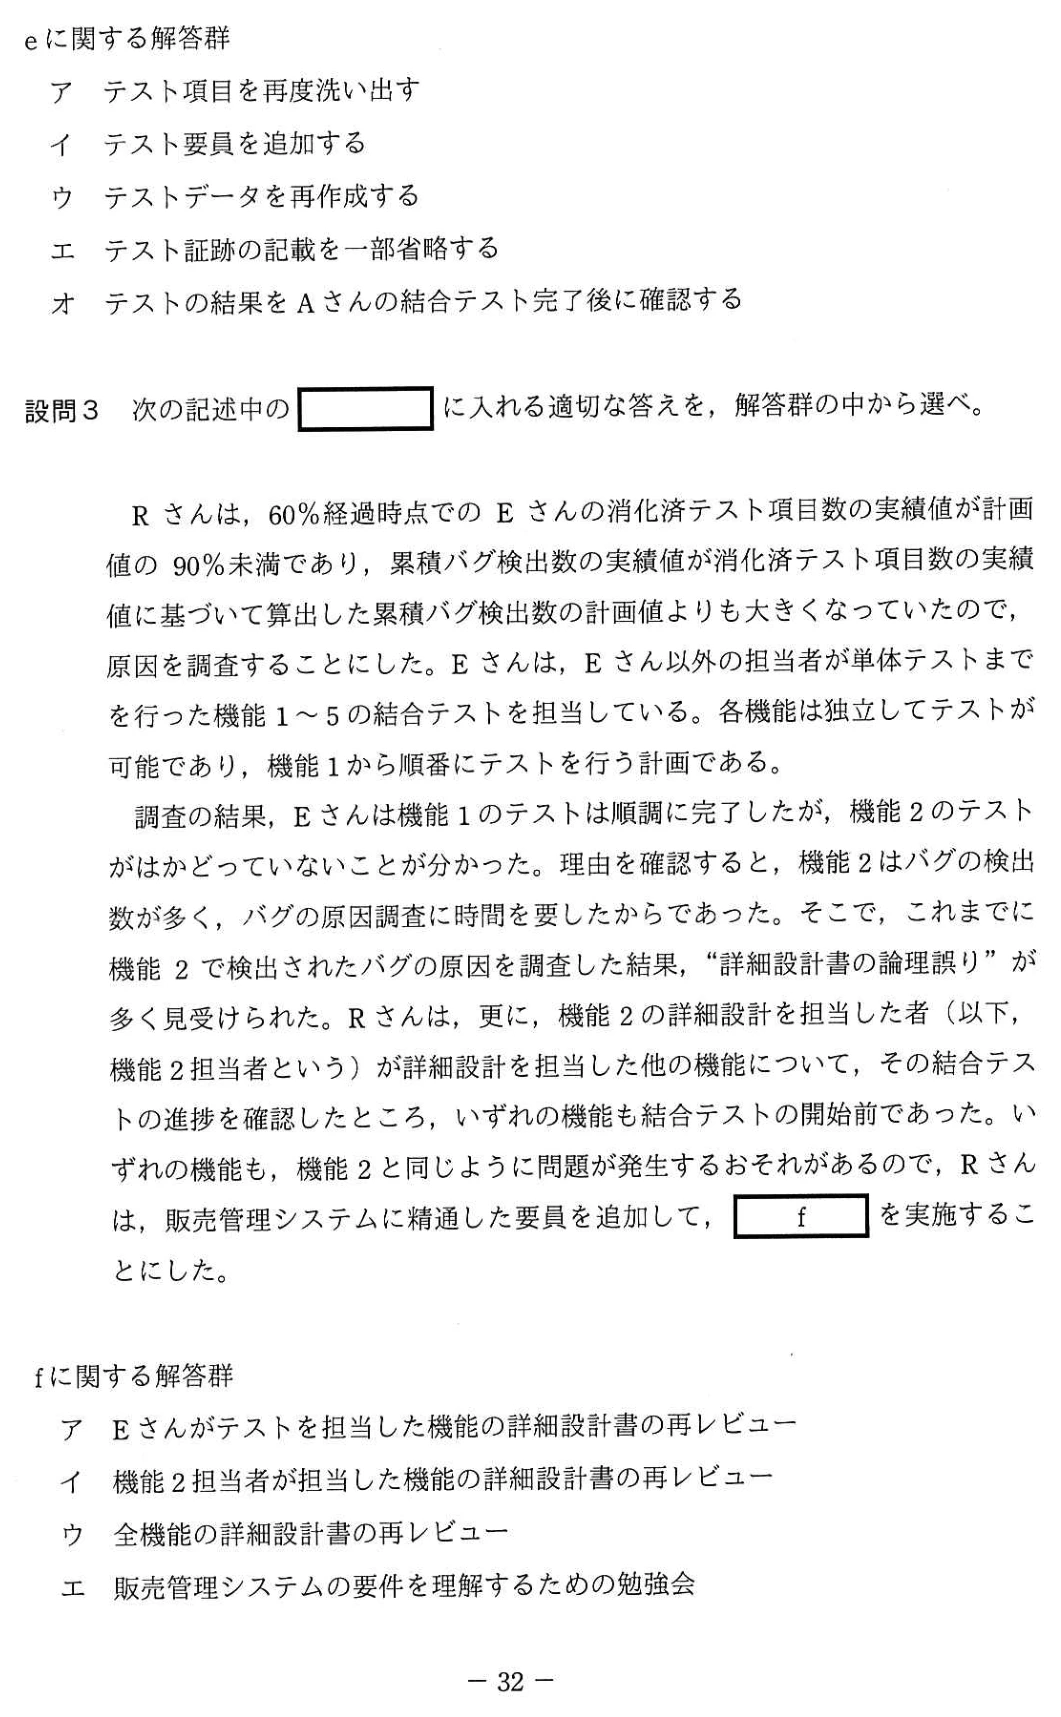 eに関する解答群
ア　テスト項目を再度洗い出す
イ　テスト要員を追加する
ウ　テストデータを再作成する
エ　テスト証跡の記載を一部省略する
オ　テストの結果をAさんの結合テスト完了後に確認する
設問3　次の記述中の　　　に入れる適切な答えを，解答群の中から選べ。
R さんは，60％経過時点での E さんの消化済テスト項目数の実績値が計画
値の 90％未満であり，累積バグ検出数の実績値が消化済テスト項目数の実績
値に基づいて算出した累積バグ検出数の計画値よりも大きくなっていたので，
原因を調査することにした。E さんは，E さん以外の担当者が単体テストまで
を行った機能 1～5 の結合テストを担当している。各機能は独立してテストが
可能であり，機能 1 から順番にテストを行う計画である。
調査の結果，E さんは機能 1 のテストは順調に完了したが，機能 2 のテスト
がはかどっていないことが分かった。理由を確認すると，機能 2 はバグの検出
数が多く，バグの原因調査に時間を要したからであった。そこで，これまでに
機能 2 で検出されたバグの原因を調査した結果，“詳細設計書の論理誤り”が
多く見受けられた。R さんは，更に，機能 2 の詳細設計を担当した者（以下，
機能 2 担当者という）が詳細設計を担当した他の機能について，その結合テス
トの進捗を確認したところ，いずれの機能も結合テストの開始前であった。い
ずれの機能も，機能 2 と同じように問題が発生するおそれがあるので，R さん
は，販売管理システムに精通した要員を追加して，　f　を実施するこ
とにした。
fに関する解答群
ア　E さんがテストを担当した機能の詳細設計書の再レビュー
イ　機能 2 担当者が担当した機能の詳細設計書の再レビュー
ウ　全機能の詳細設計書の再レビュー
エ　販売管理システムの要件を理解するための勉強会
－ 32 －